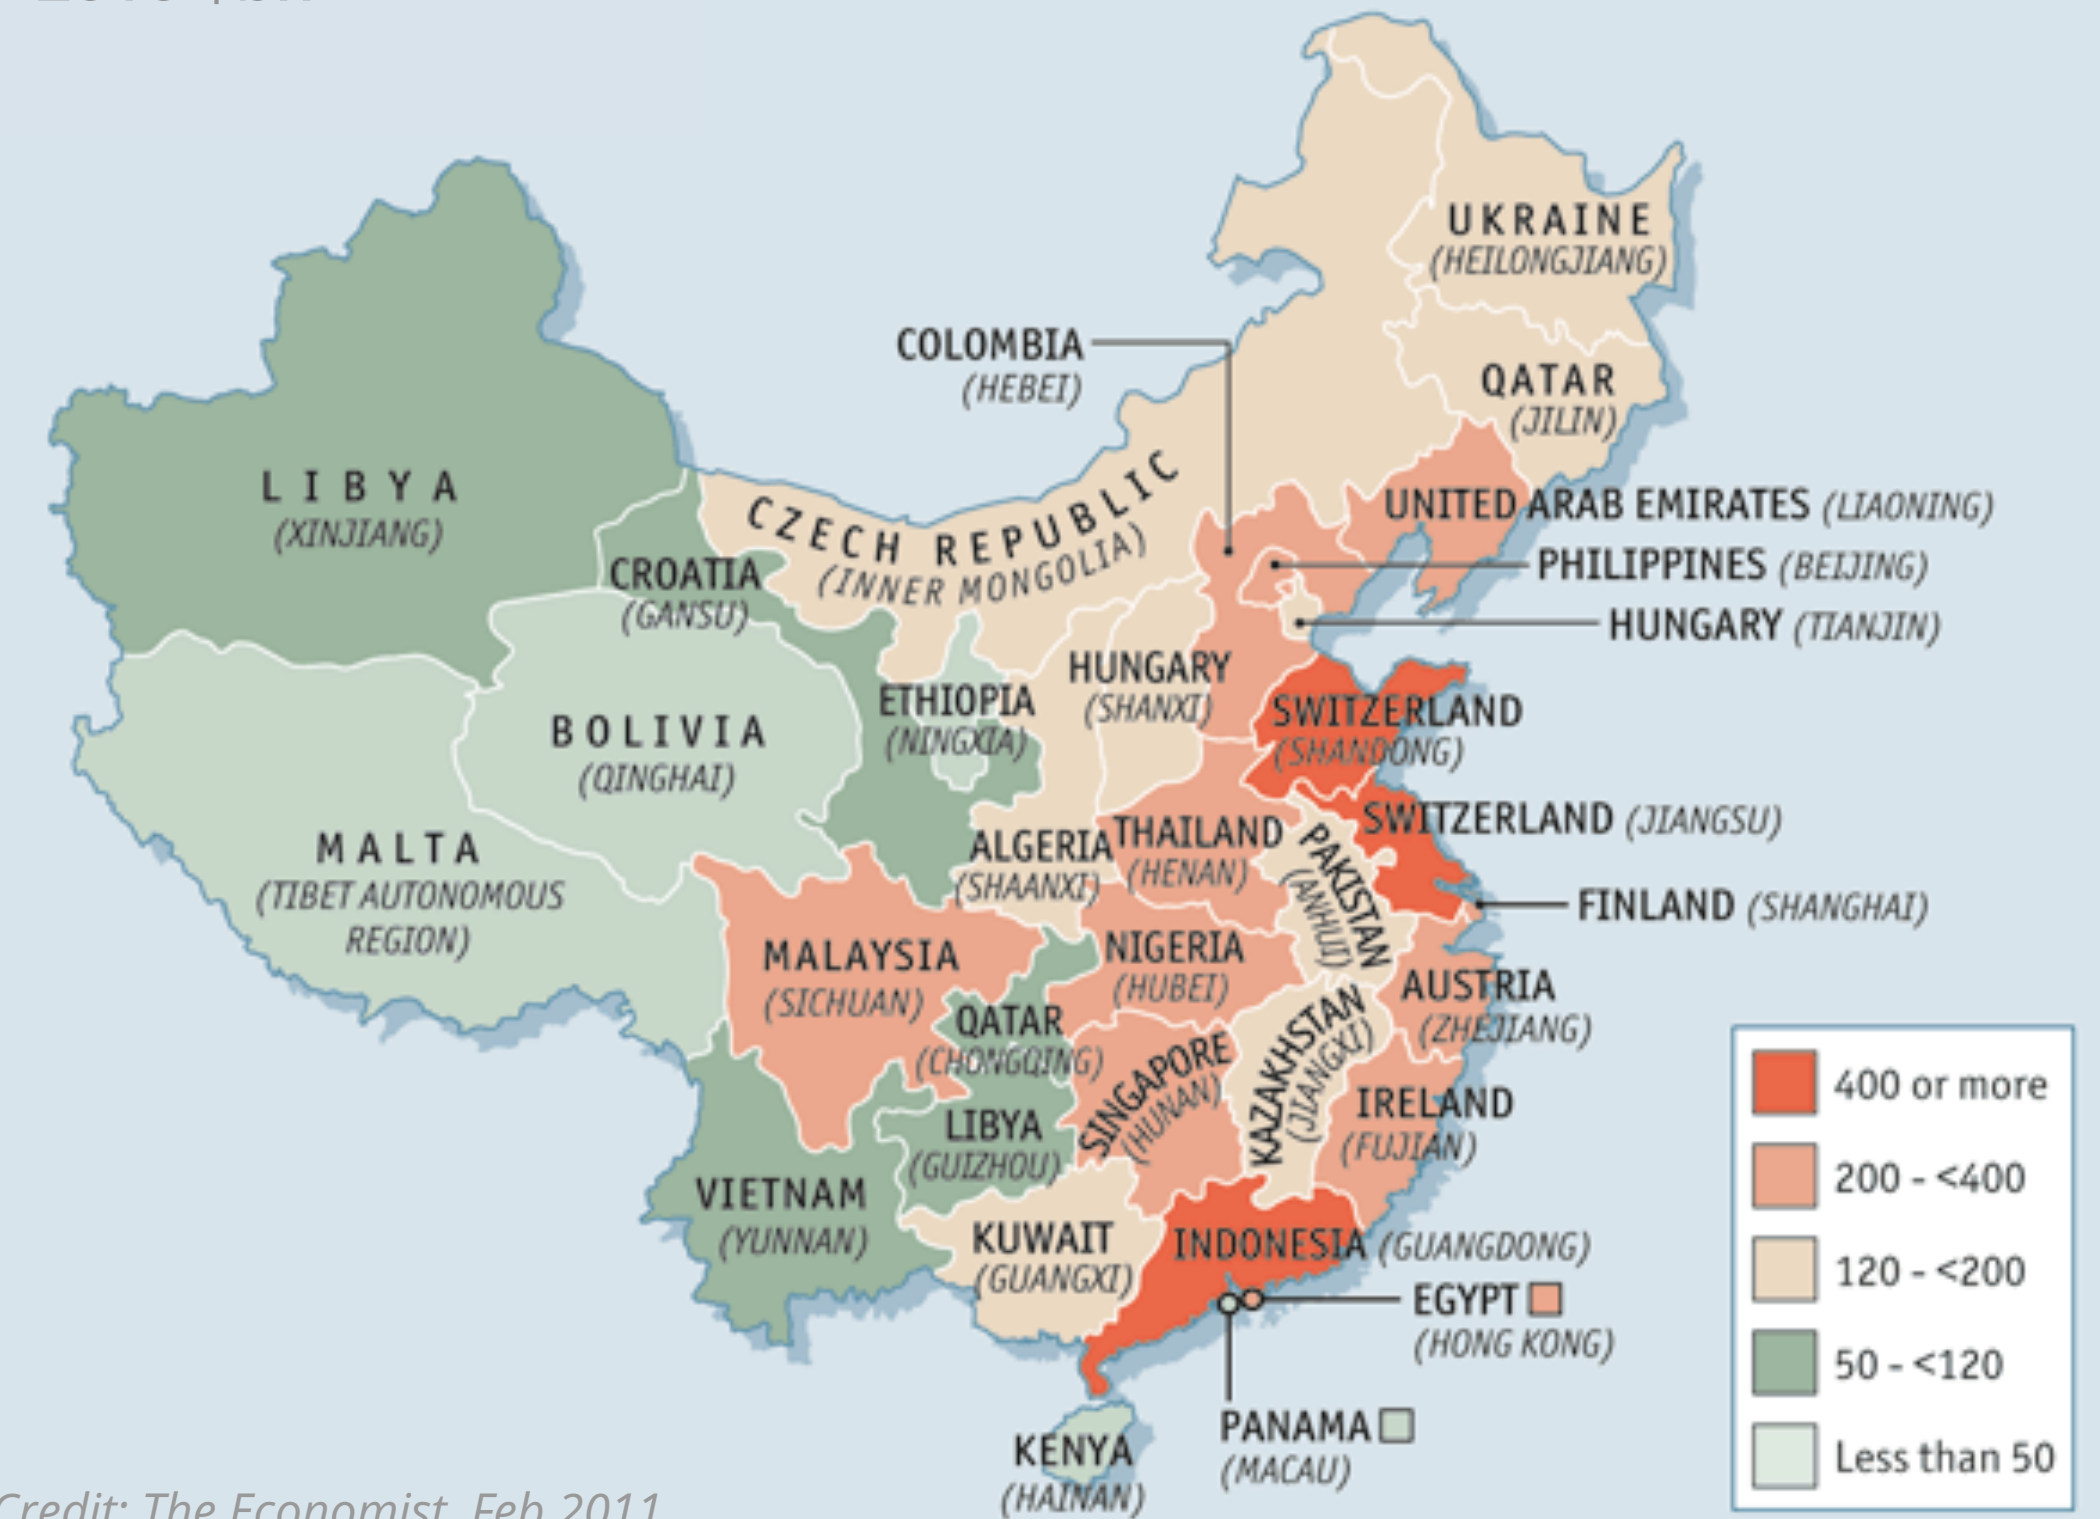 UKRAINE
(HEILONGJIANG)
COLOMBIA
(HEBEI)
QATAR
(JILIN)
LIBYA
(XINJIANG)
CZECH REPUBLIC
(INNER MONGOLIA)
UNITED ARAB EMIRATES (LIAONING)
PHILIPPINES (BEIJING)
CROATIA
(GANSU)
HUNGARY (TIANJIN)
HUNGARY
(SHANXI)
ETHIOPIA
(NINGXIA)
SWITZERLAND
(SHANDONG)
BOLIVIA
(QINGHAI)
SWITZERLAND (JIANGSU)
MALTA
(TIBET AUTONOMOUS
REGION)
ALGERIA
(SHAANXI)
THAILAND
(HENAN)
PAKISTAN
(ANHUI)
FINLAND (SHANGHAI)
MALAYSIA
(SICHUAN)
NIGERIA
(HUBEI)
AUSTRIA
(ZHEJIANG)
QATAR
(CHONGQING)
SINGAPORE
(HUNAN)
KAZAKHSTAN
(JIANGXI)
IRELAND
(FUJIAN)
LIBYA
(GUIZHOU)
VIETNAM
(YUNNAN)
KUWAIT
(GUANGXI)
INDONESIA (GUANGDONG)
EGYPT
(HONG KONG)
PANAMA
(MACAU)
KENYA
(HAINAN)
400 or more
200 - <400
120 - <200
50 - <120
Less than 50
Credit: The Economist, Feb 2011